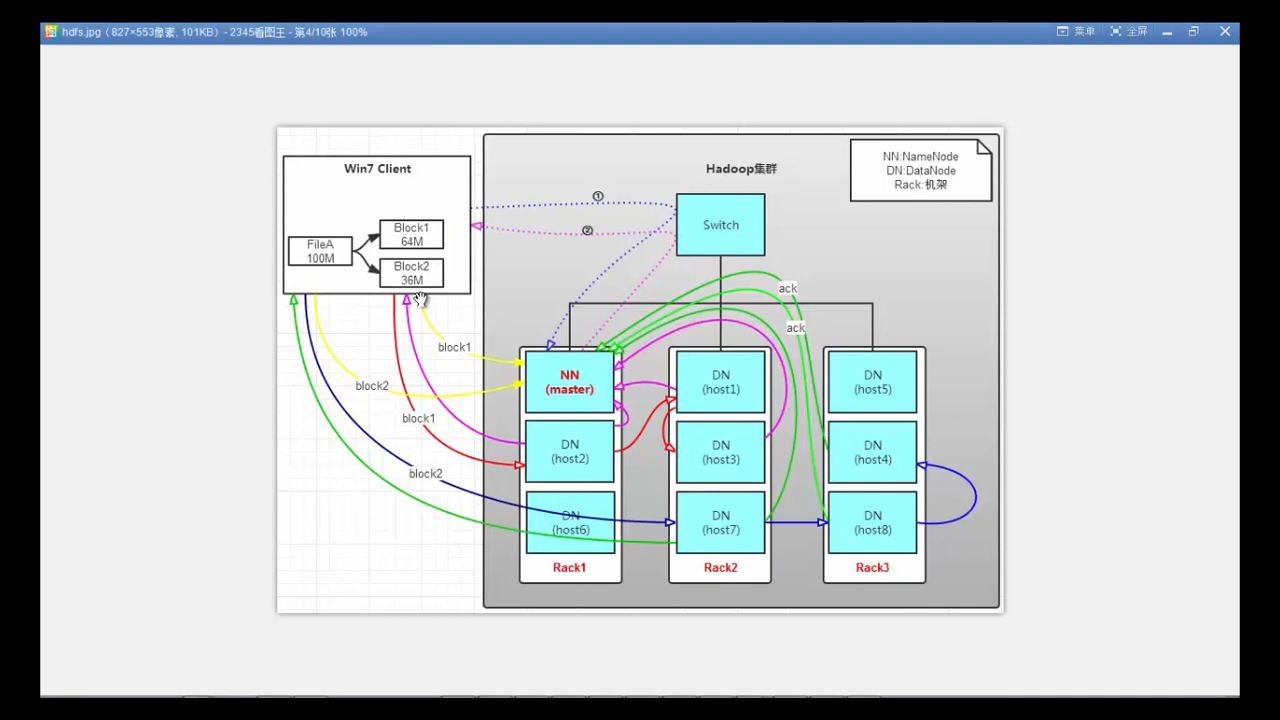 hdfs.jpg（827×553像素, 101KB）- 2345看图王 - 第4/10张 100%
菜单
全屏
Win7 Client
FileA
100M
Block1
64M
Block2
36M
Hadoop集群
NN:NameNode
DN:DataNode
Rack:机架
①
②
Switch
ack
ack
block1
block2
block1
block2
NN
(master)
DN
(host2)
DN
(host6)
Rack1
DN
(host1)
DN
(host3)
DN
(host7)
Rack2
DN
(host5)
DN
(host4)
DN
(host8)
Rack3